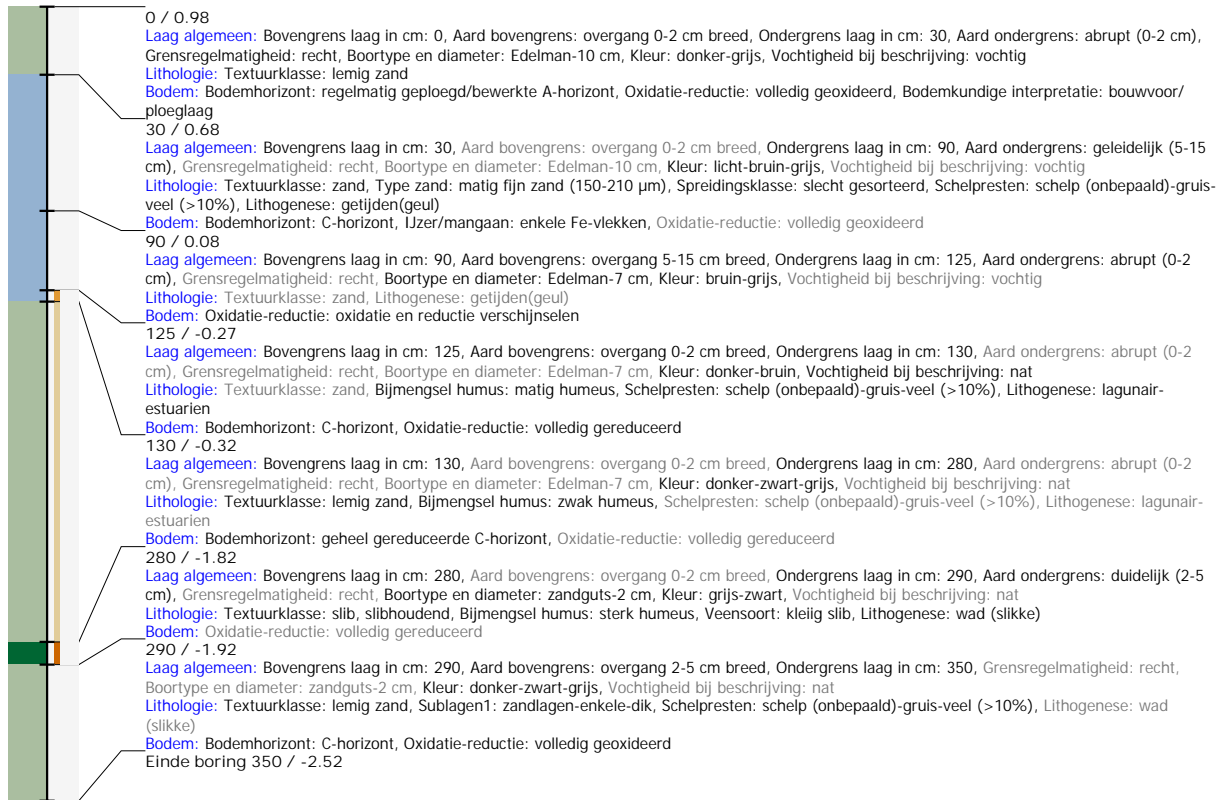 0 / 0.98
Laag algemeen: Bovengrens laag in cm: 0, Aard bovengrens: overgang 0-2 cm breed, Ondergrens laag in cm: 30, Aard ondergrens: abrupt (0-2 cm),
Grensregelmatigheid: recht, Boortype en diameter: Edelman-10 cm, Kleur: donker-grijs, Vochtigheid bij beschrijving: vochtig
Lithologie: Textuurklasse: lemig zand
Bodem: Bodemhorizont: regelmatig geploegd/bewerkte A-horizont, Oxidatie-reductie: volledig geoxideerd, Bodemkundige interpretatie: bouwvoor/
ploeglaag
30 / 0.68
Laag algemeen: Bovengrens laag in cm: 30, Aard bovengrens: overgang 0-2 cm breed, Ondergrens laag in cm: 90, Aard ondergrens: geleidelijk (5-15
cm), Grensregelmatigheid: recht, Boortype en diameter: Edelman-10 cm, Kleur: licht-bruin-grijs, Vochtigheid bij beschrijving: vochtig
Lithologie: Textuurklasse: zand, Type zand: matig fijn zand (150-210 µm), Spreidingsklasse: slecht gesorteerd, Schelpresten: schelp (onbepaald)-gruis-
veel (>10%), Lithogenese: getijden(geul)
Bodem: Bodemhorizont: C-horizont, IJzer/mangaan: enkele Fe-vlekken, Oxidatie-reductie: volledig geoxideerd
90 / 0.08
Laag algemeen: Bovengrens laag in cm: 90, Aard bovengrens: overgang 5-15 cm breed, Ondergrens laag in cm: 125, Aard ondergrens: abrupt (0-2
cm), Grensregelmatigheid: recht, Boortype en diameter: Edelman-7 cm, Kleur: bruin-grijs, Vochtigheid bij beschrijving: vochtig
Lithologie: Textuurklasse: zand, Lithogenese: getijden(geul)
Bodem: Oxidatie-reductie: oxidatie en reductie verschijnselen
125 / -0.27
Laag algemeen: Bovengrens laag in cm: 125, Aard bovengrens: overgang 0-2 cm breed, Ondergrens laag in cm: 130, Aard ondergrens: abrupt (0-2
cm), Grensregelmatigheid: recht, Boortype en diameter: Edelman-7 cm, Kleur: donker-bruin, Vochtigheid bij beschrijving: nat
Lithologie: Textuurklasse: zand, Bijmengsel humus: matig humeus, Schelpresten: schelp (onbepaald)-gruis-veel (>10%), Lithogenese: lagunair-
estuarien
Bodem: Bodemhorizont: C-horizont, Oxidatie-reductie: volledig gereduceerd
130 / -0.32
Laag algemeen: Bovengrens laag in cm: 130, Aard bovengrens: overgang 0-2 cm breed, Ondergrens laag in cm: 280, Aard ondergrens: abrupt (0-2
cm), Grensregelmatigheid: recht, Boortype en diameter: Edelman-7 cm, Kleur: donker-zwart-grijs, Vochtigheid bij beschrijving: nat
Lithologie: Textuurklasse: lemig zand, Bijmengsel humus: zwak humeus, Schelpresten: schelp (onbepaald)-gruis-veel (>10%), Lithogenese: lagunair-
estuarien
Bodem: Bodemhorizont: geheel gereduceerde C-horizont, Oxidatie-reductie: volledig gereduceerd
280 / -1.82
Laag algemeen: Bovengrens laag in cm: 280, Aard bovengrens: overgang 0-2 cm breed, Ondergrens laag in cm: 290, Aard ondergrens: duidelijk (2-5
cm), Grensregelmatigheid: recht, Boortype en diameter: zandguts-2 cm, Kleur: grijs-zwart, Vochtigheid bij beschrijving: nat
Lithologie: Textuurklasse: slib, slibhoudend, Bijmengsel humus: sterk humeus, Veensoort: kleiig slib, Lithogenese: wad (slikke)
Bodem: Oxidatie-reductie: volledig gereduceerd
290 / -1.92
Laag algemeen: Bovengrens laag in cm: 290, Aard bovengrens: overgang 2-5 cm breed, Ondergrens laag in cm: 350, Grensregelmatigheid: recht,
Boortype en diameter: zandguts-2 cm, Kleur: donker-zwart-grijs, Vochtigheid bij beschrijving: nat
Lithologie: Textuurklasse: lemig zand, Sublagen1: zandlagen-enkele-dik, Schelpresten: schelp (onbepaald)-gruis-veel (>10%), Lithogenese: wad
(slikke)
Bodem: Bodemhorizont: C-horizont, Oxidatie-reductie: volledig geoxideerd
Einde boring 350 / -2.52